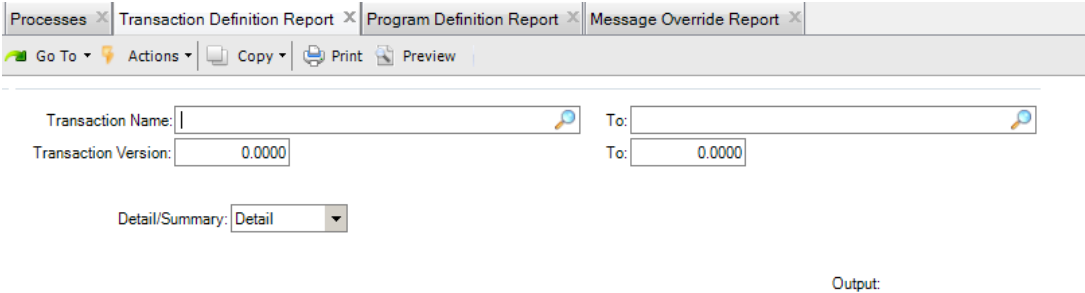 Processes Transaction Definition Report Program Definition Report Message Override Report
Go To Actions Copy Print Preview
Transaction Name: To:
Transaction Version: 0.0000 To: 0.0000
Detail/Summary: Detail
Output: